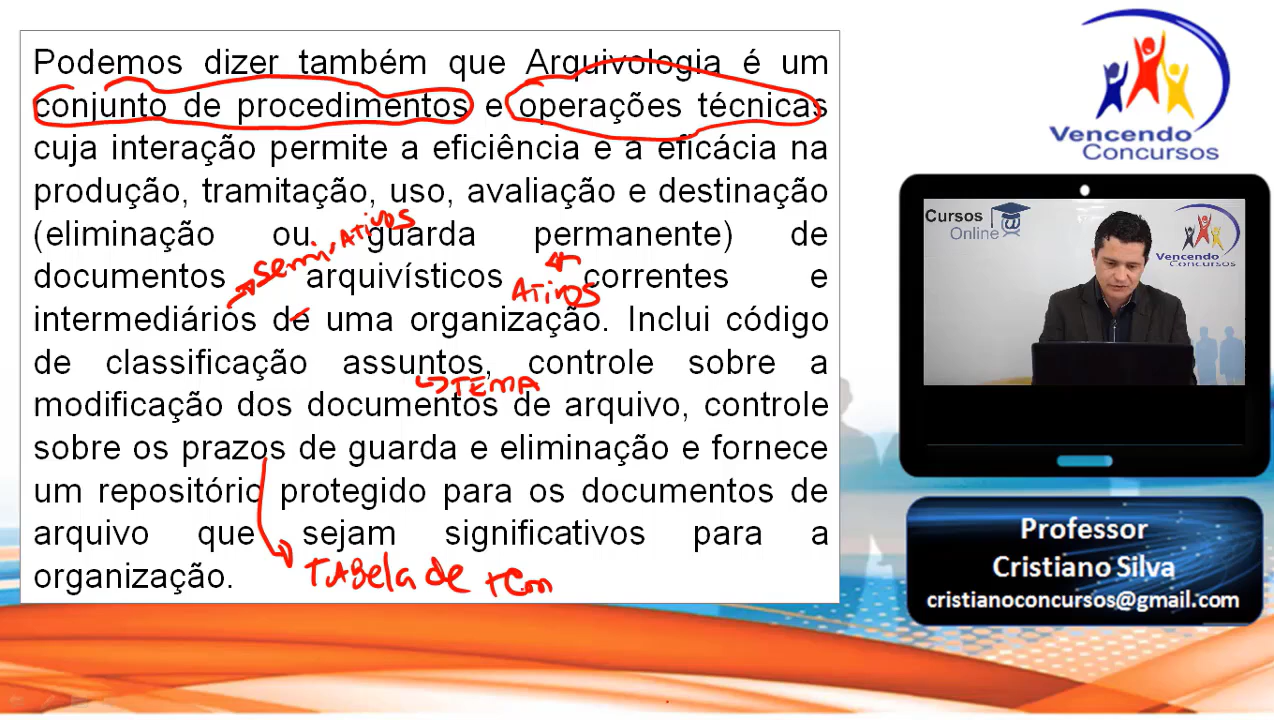 Podemos dizer também que Arquivologia é um
conjunto de procedimentos e operações técnicas
cuja interação permite a eficiência e a eficácia na
produção, tramitação, uso, avaliação e destinação
(eliminação ou guarda permanente) de
semi, ATivos
documentos arquivísticos correntes e
ATivos
intermediários de uma organização. Inclui código
de classificação assuntos, controle sobre a
TEMA
modificação dos documentos de arquivo, controle
sobre os prazos de guarda e eliminação e fornece
um repositório protegido para os documentos de
arquivo que sejam significativos para a
organização.
TABela de
Vencendo
Concursos
Cursos
Online
Vencendo
Concursos
Professor
Cristiano Silva
cristianoconcursos@gmail.com